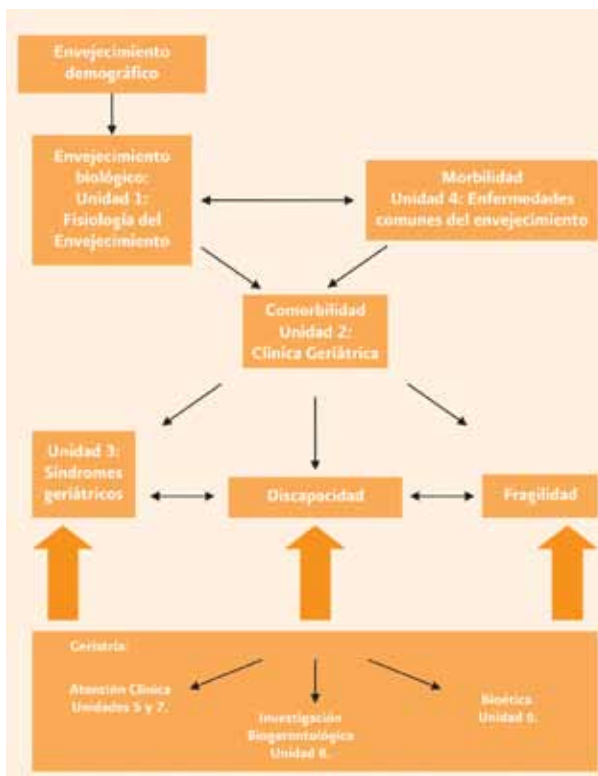 Envejecimiento
demográfico
Envejecimiento
biológico:
Unidad 1:
Fisiología del
Envejecimiento
Morbilidad
Unidad 4: Enfermedades
comunes del envejecimiento
Comorbilidad
Unidad 2:
Clínica Geriátrica
Unidad 3:
Síndromes
geriátricos
Discapocidad
Fragilidad
Geristría:
Atención Clínica
Unidades 5 y 7.
Investigación
Biogerontológica
Unidad 8.
Bioética
Unidad 6.